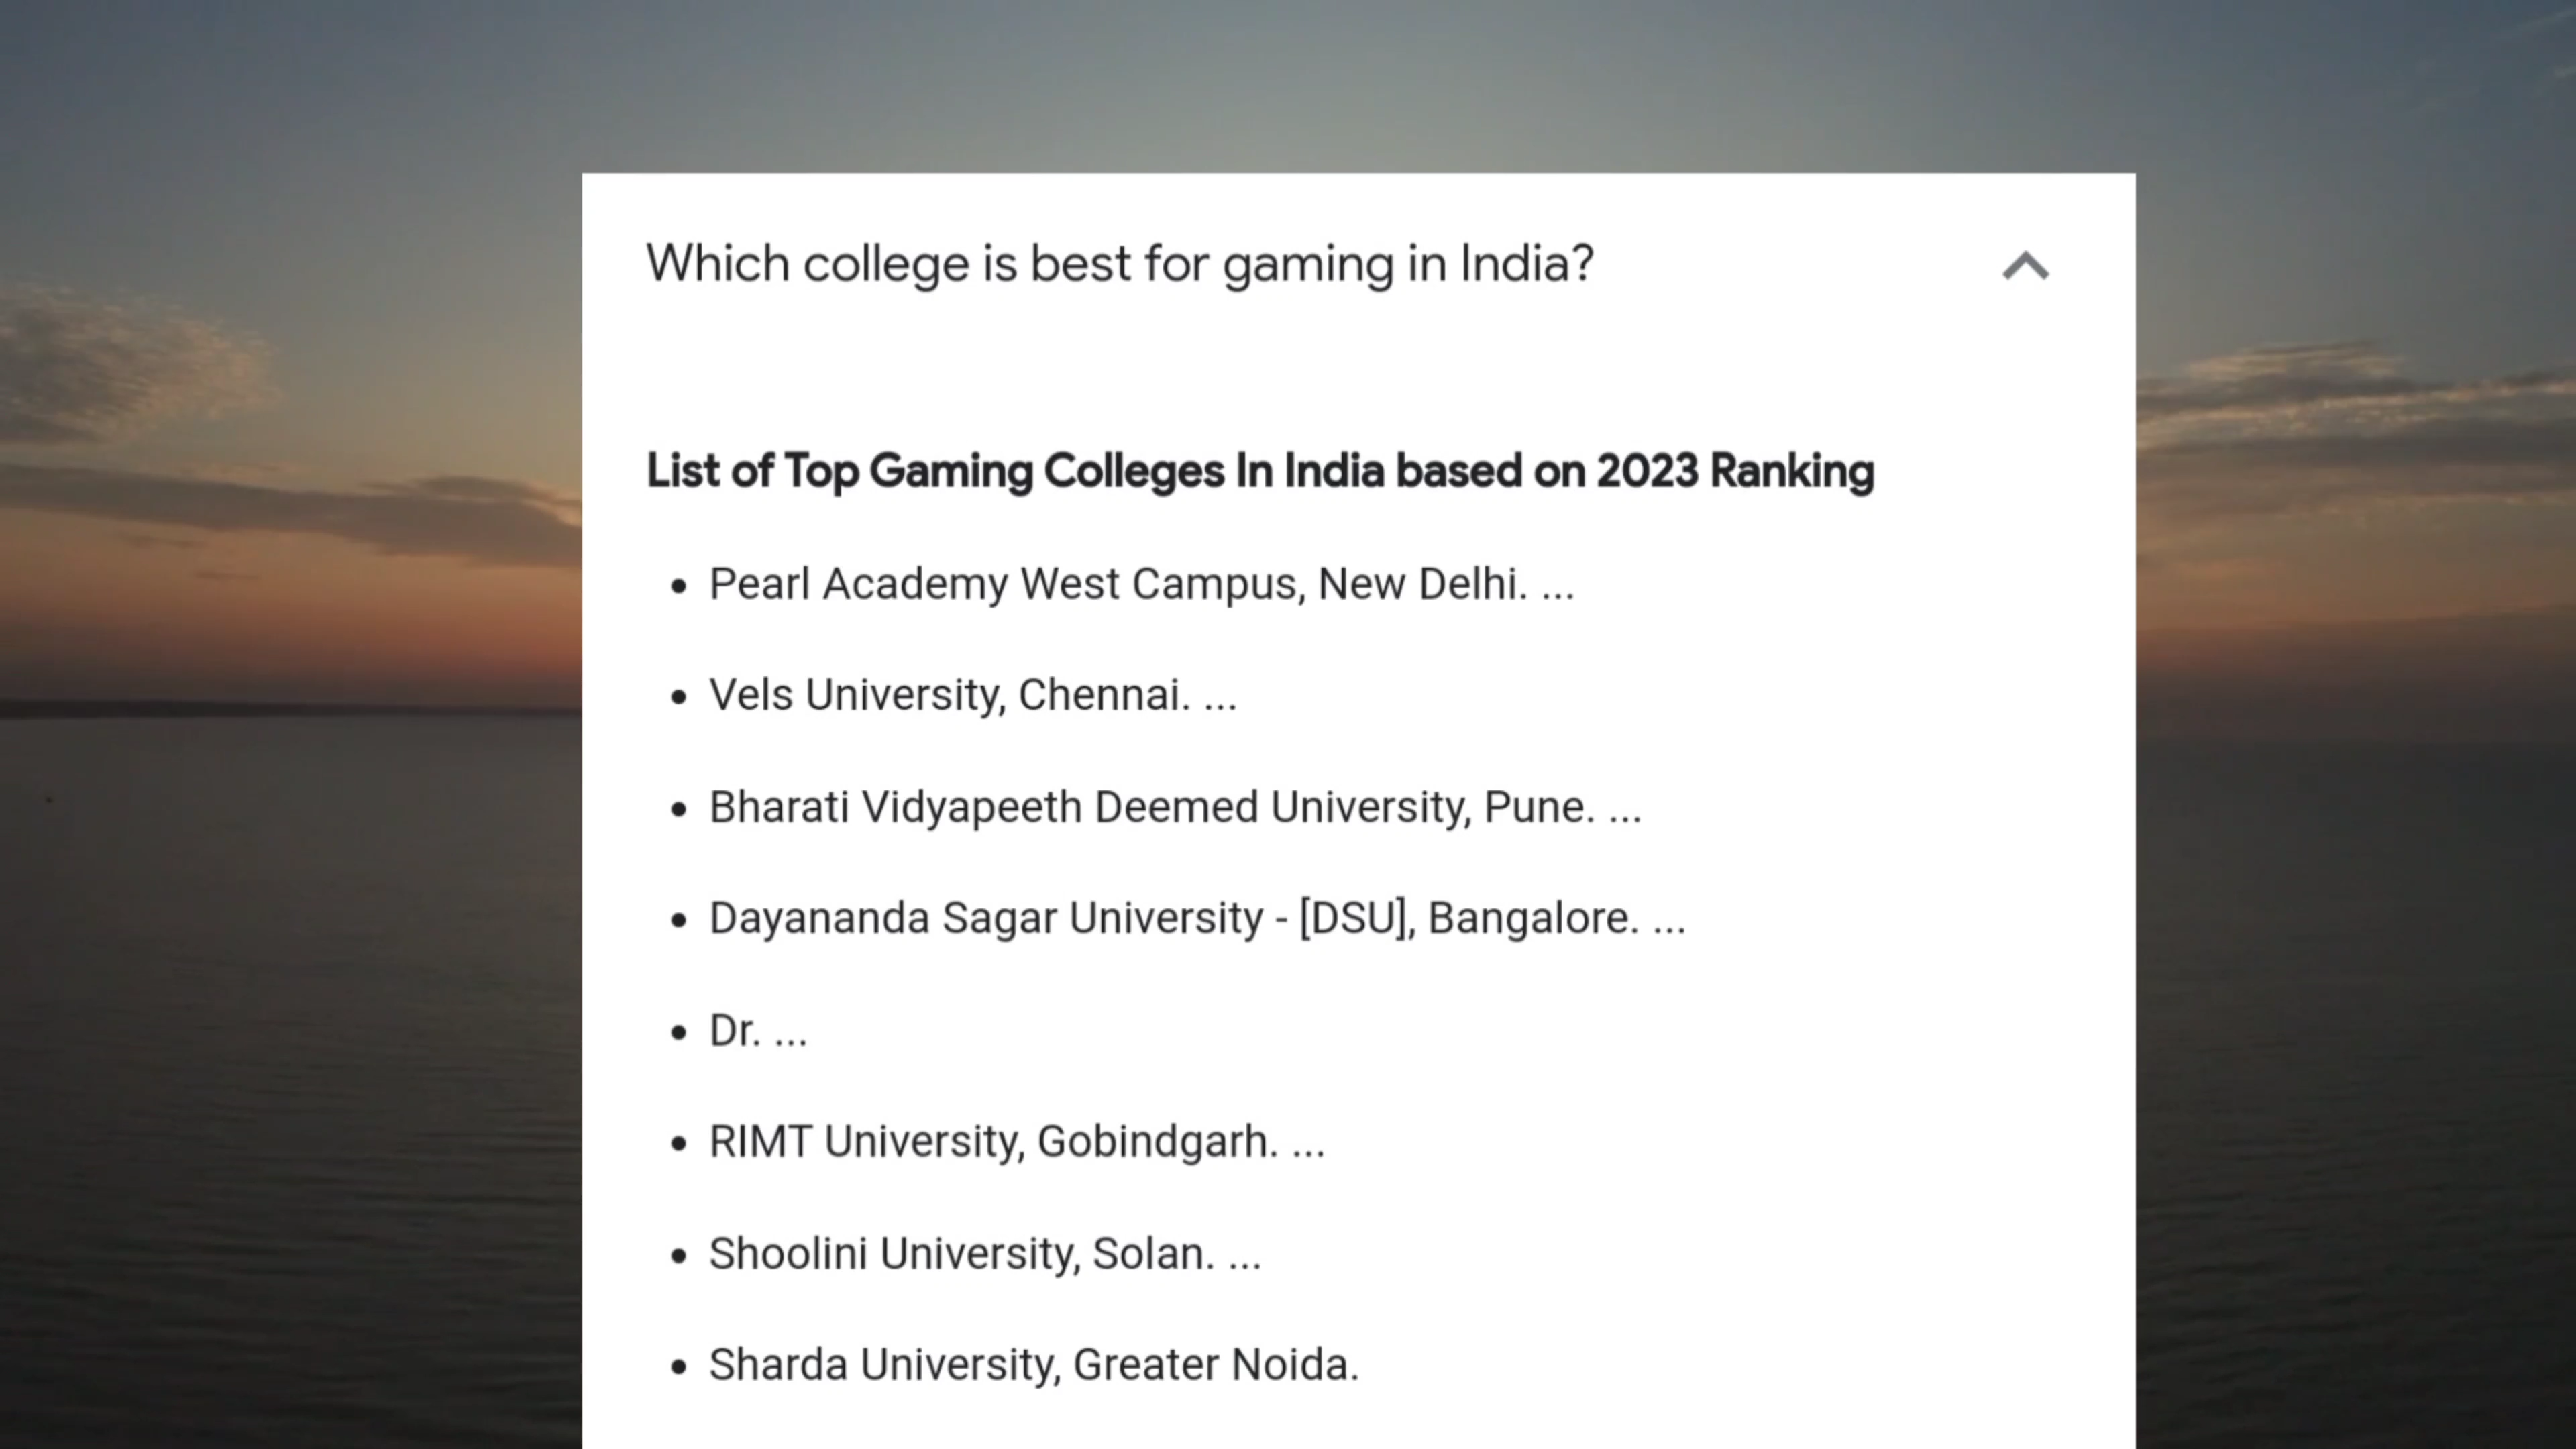 Which college is best for gaming in India?
List of Top Gaming Colleges In India based on 2023 Ranking
• Pearl Academy West Campus, New Delhi. ...
• Vels University, Chennai. ...
• Bharati Vidyapeeth Deemed University, Pune. ...
• Dayananda Sagar University - [DSU], Bangalore. ...
• Dr. ...
• RIMT University, Gobindgarh. ...
• Shoolini University, Solan. ...
• Sharda University, Greater Noida.